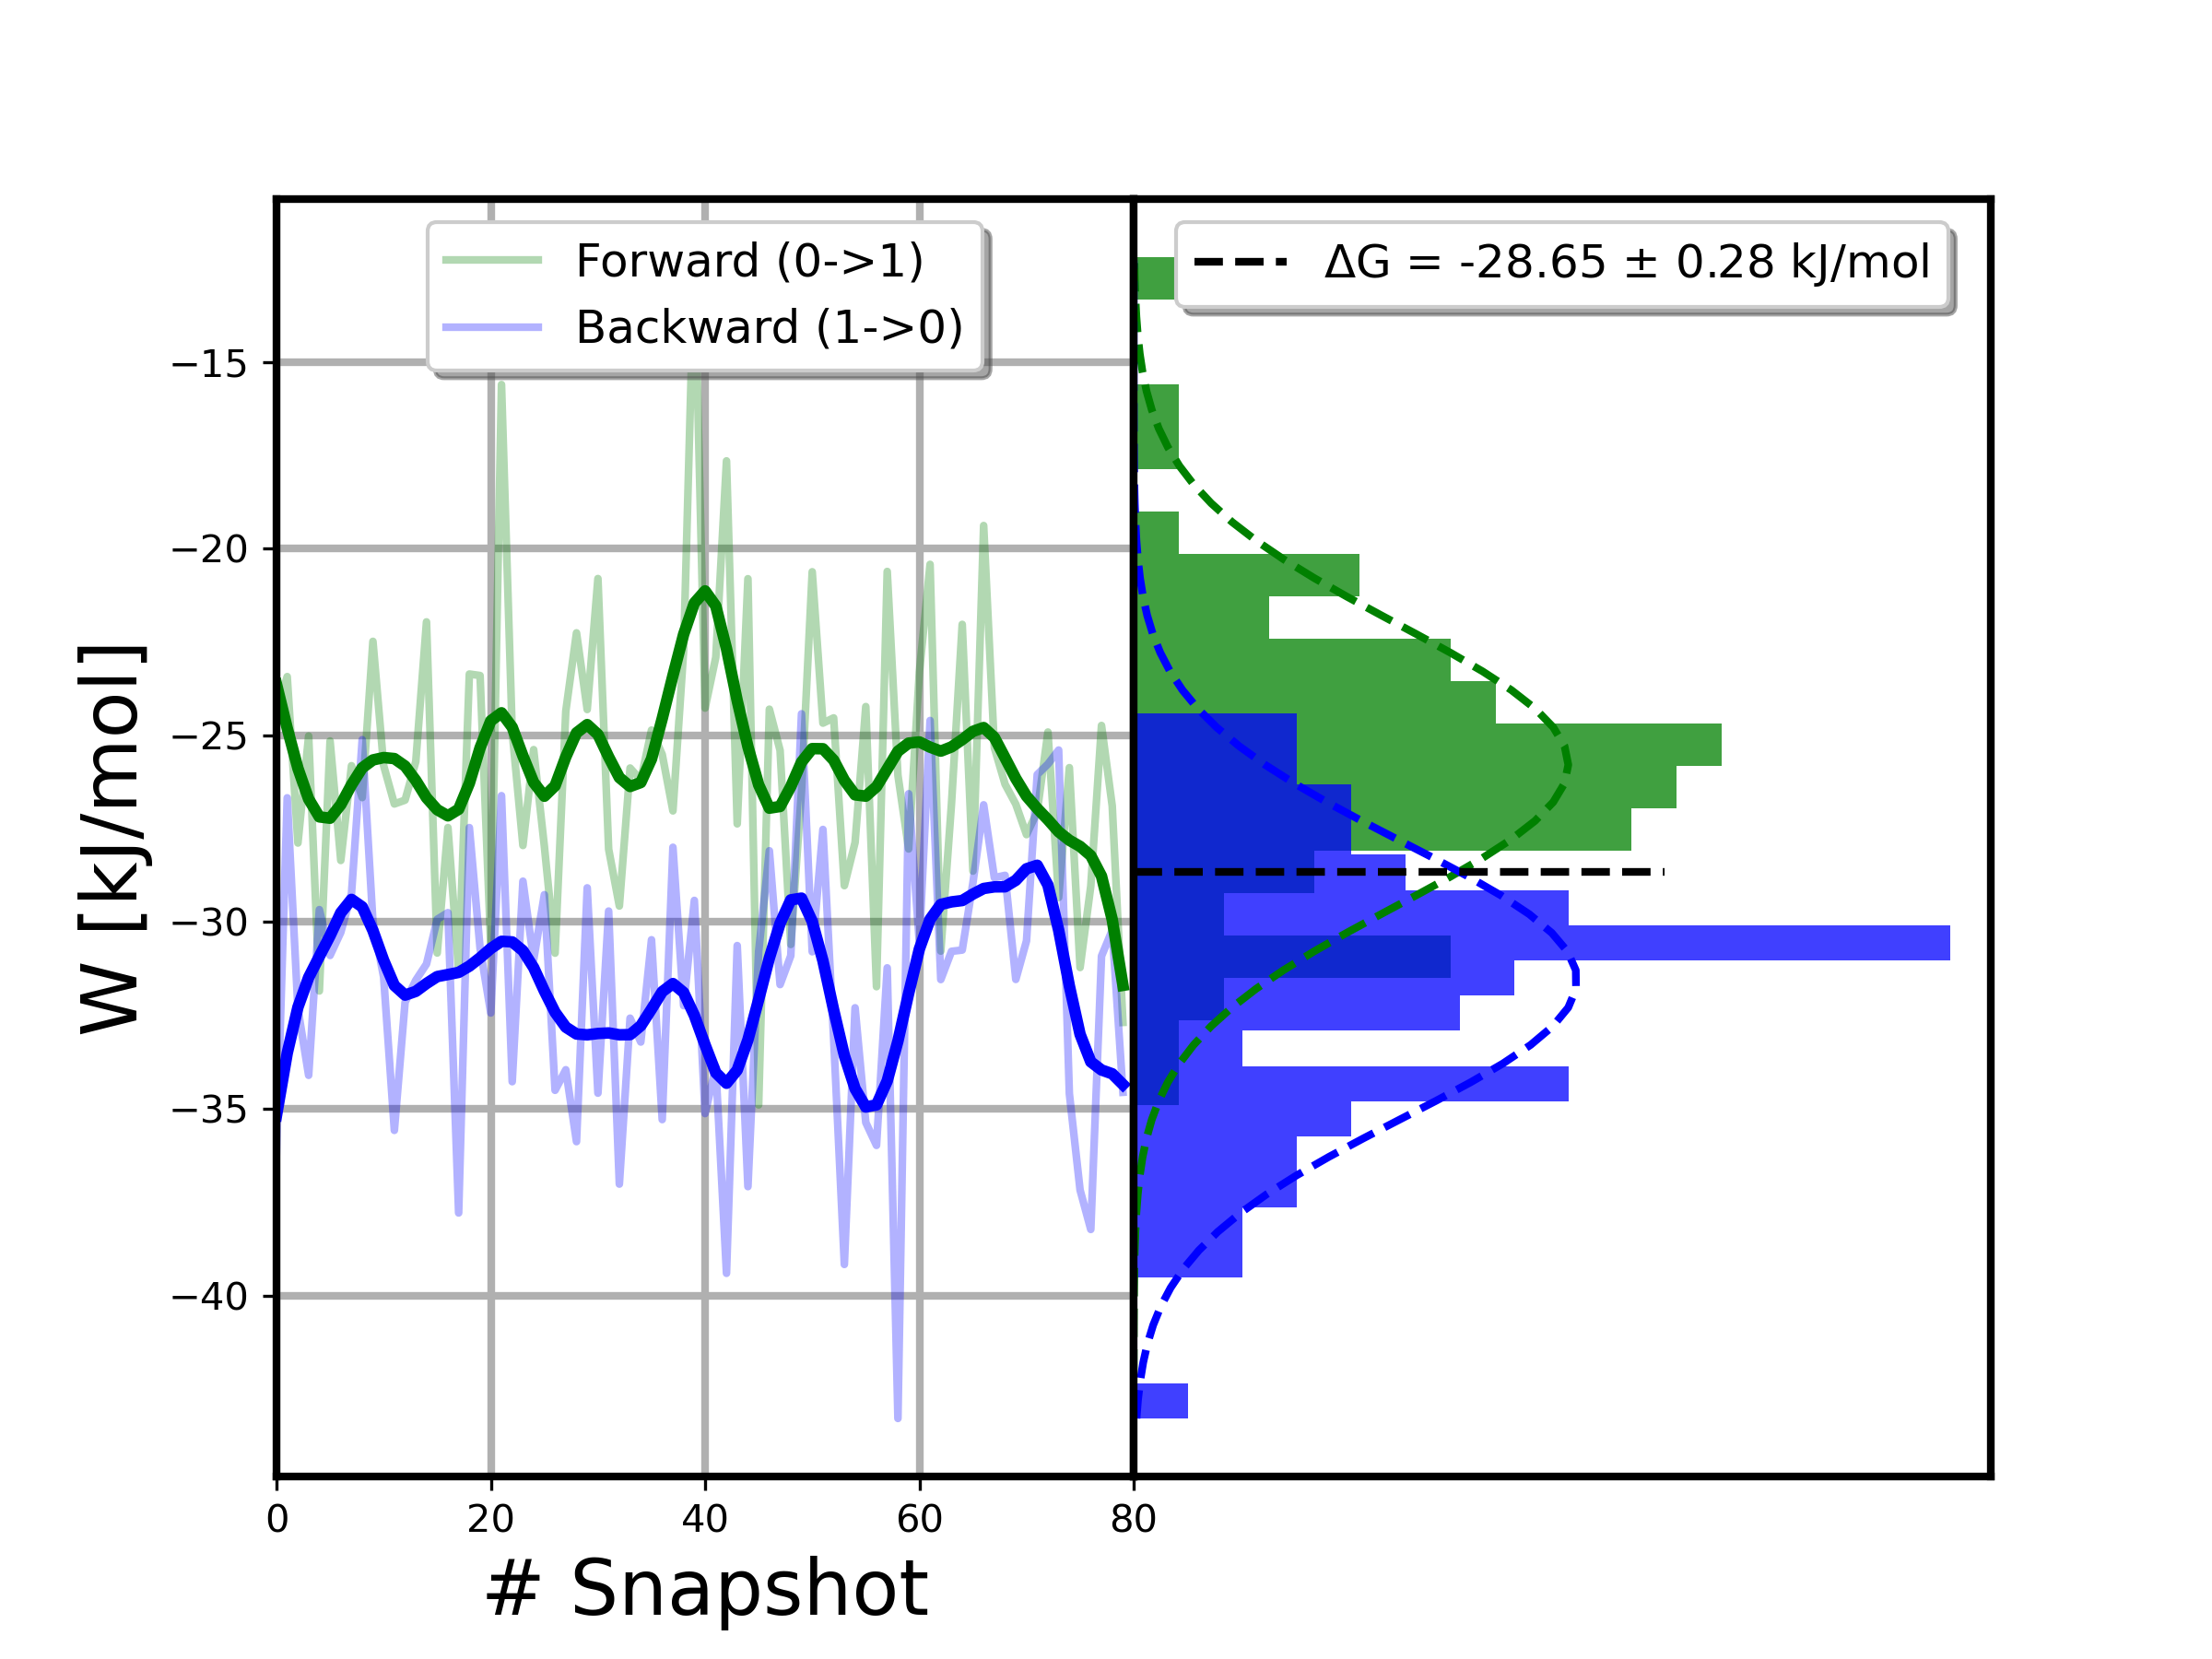 Forward (0->1)
Backward (1->0)
ΔG = -28.65 ± 0.28 kJ/mol
W [kJ/mol]
−15
−20
−25
−30
−35
−40
0 20 40 60 80
# Snapshot